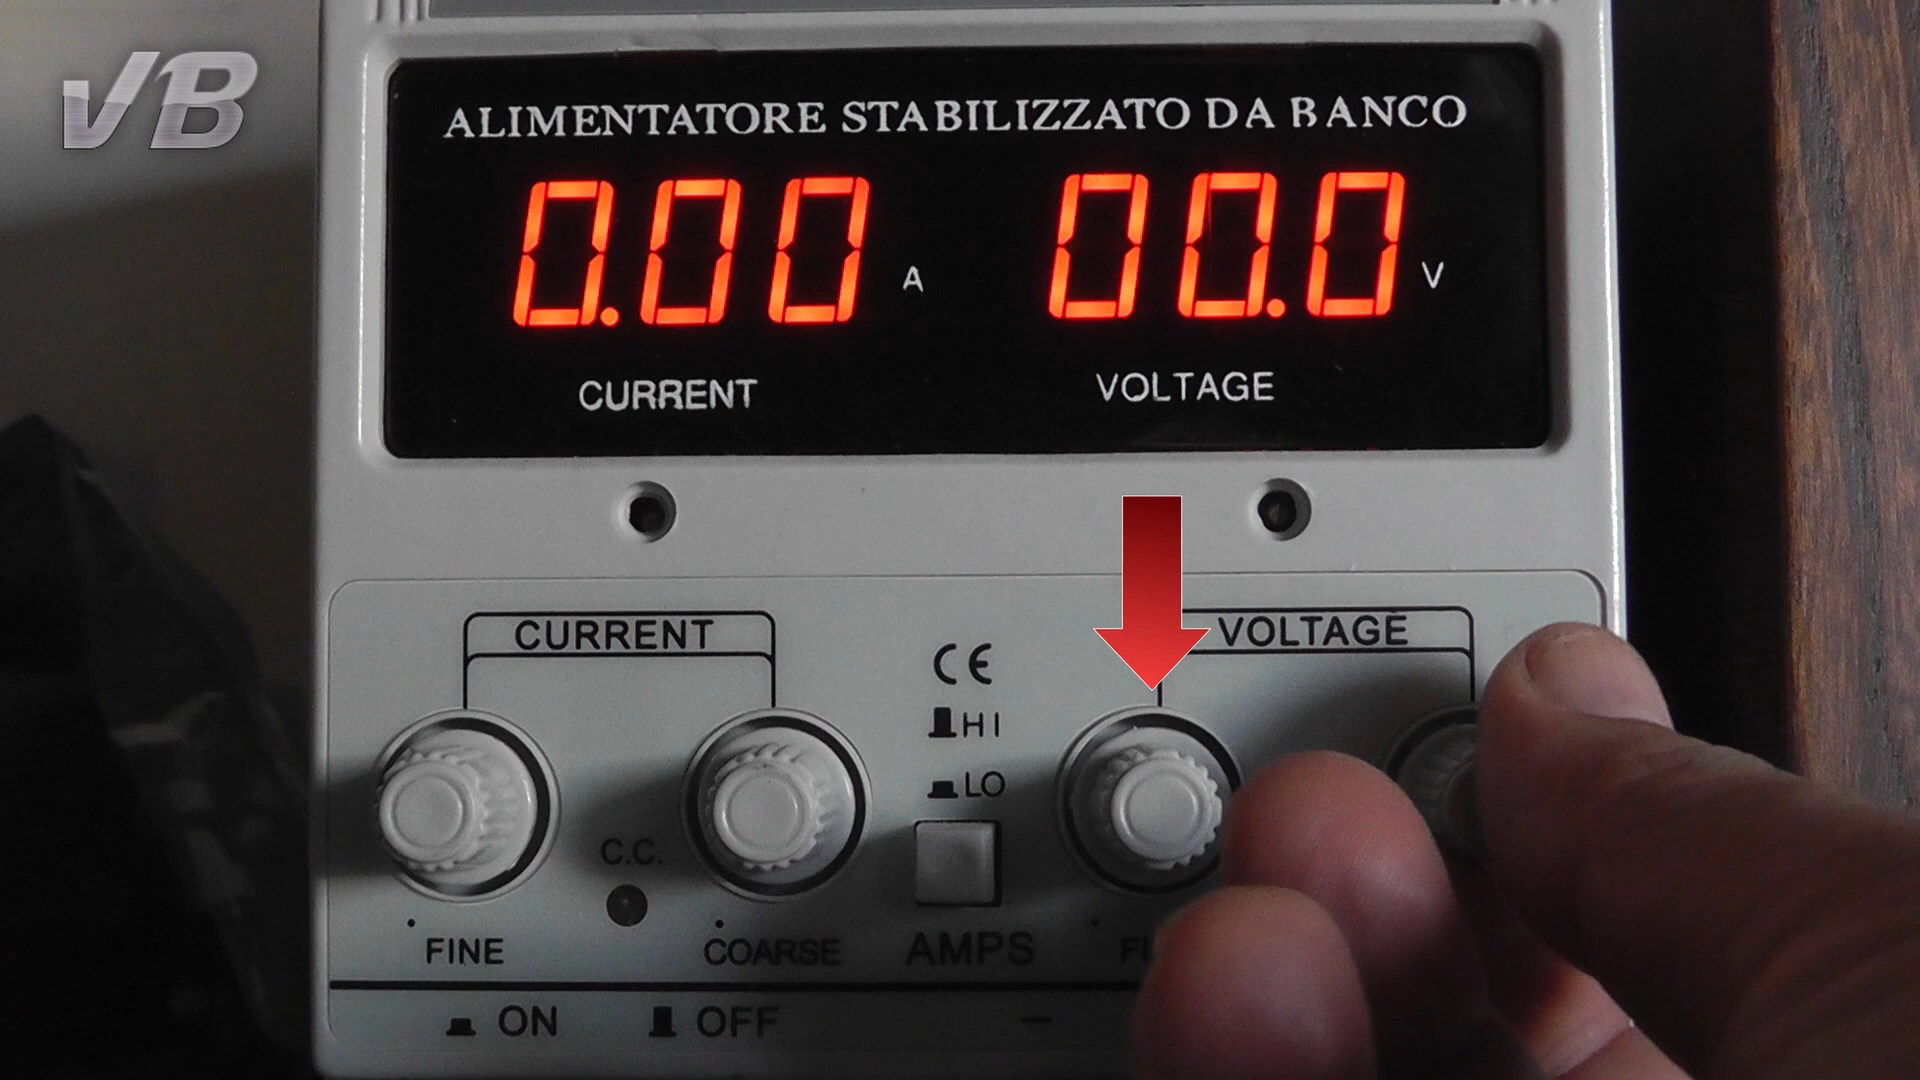 VB
ALIMENTATORE STABILIZZATO DA BANCO
0.00 A 00.0 V
CURRENT VOLTAGE
CURRENT VOLTAGE
CE
HI
LO
C.C.
FINE COARSE AMPS
ON OFF